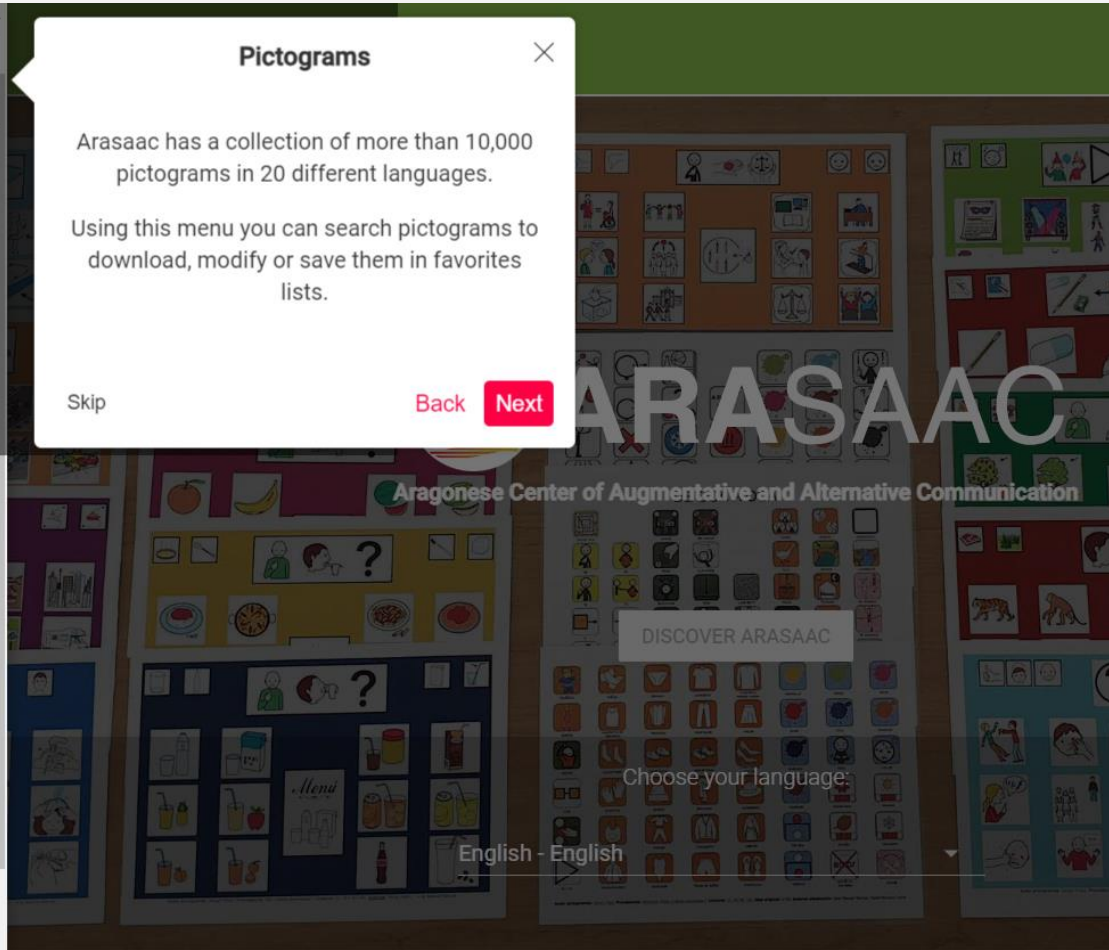 Pictograms
Arasaac has a collection of more than 10,000
pictograms in 20 different languages.
Using this menu you can search pictograms to
download, modify or save them in favorites
lists.
Skip
Back Next
ARASAAC
Aragonese Center of Augmentative and Alternative Communication
?
DISCOVER ARASAAC
?
Menú
Choose your language:
English - English